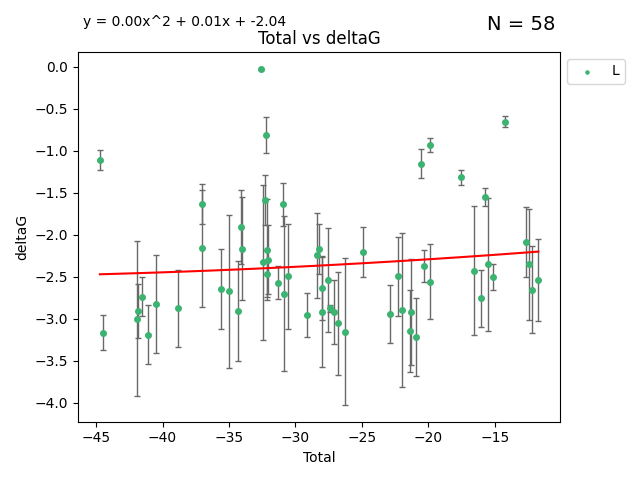 y = 0.00x^2 + 0.01x + -2.04
N = 58
Total vs deltaG
L
deltaG
0.0
−0.5
−1.0
−1.5
−2.0
−2.5
−3.0
−3.5
−4.0
−45 −40 −35 −30 −25 −20 −15
Total